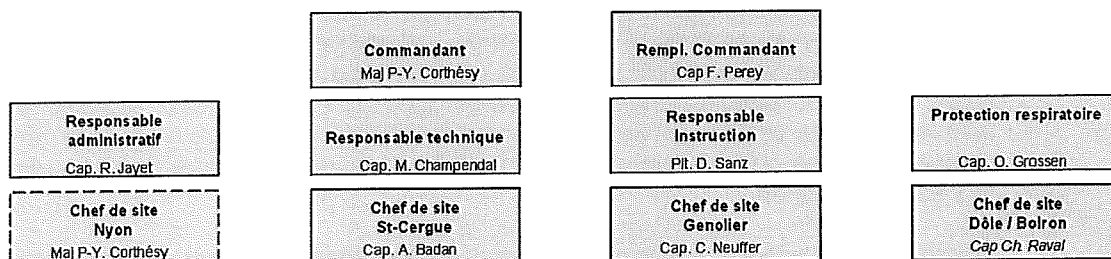 Commandant
Maj P-Y. Corthésy
Rempl. Commandant
Cap F. Perey
Responsable
administratif
Cap. R. Jayet
Responsable technique
Cap. M. Champendal
Responsable
Instruction
Plt. D. Sanz
Protection respiratoire
Cap. O. Grossen
Chef de site
Nyon
Maj P-Y. Corthésy
Chef de site
St-Cergue
Cap. A. Badan
Chef de site
Genolier
Cap. C. Neuffer
Chef de site
Dôle / Boiron
Cap Ch. Raval